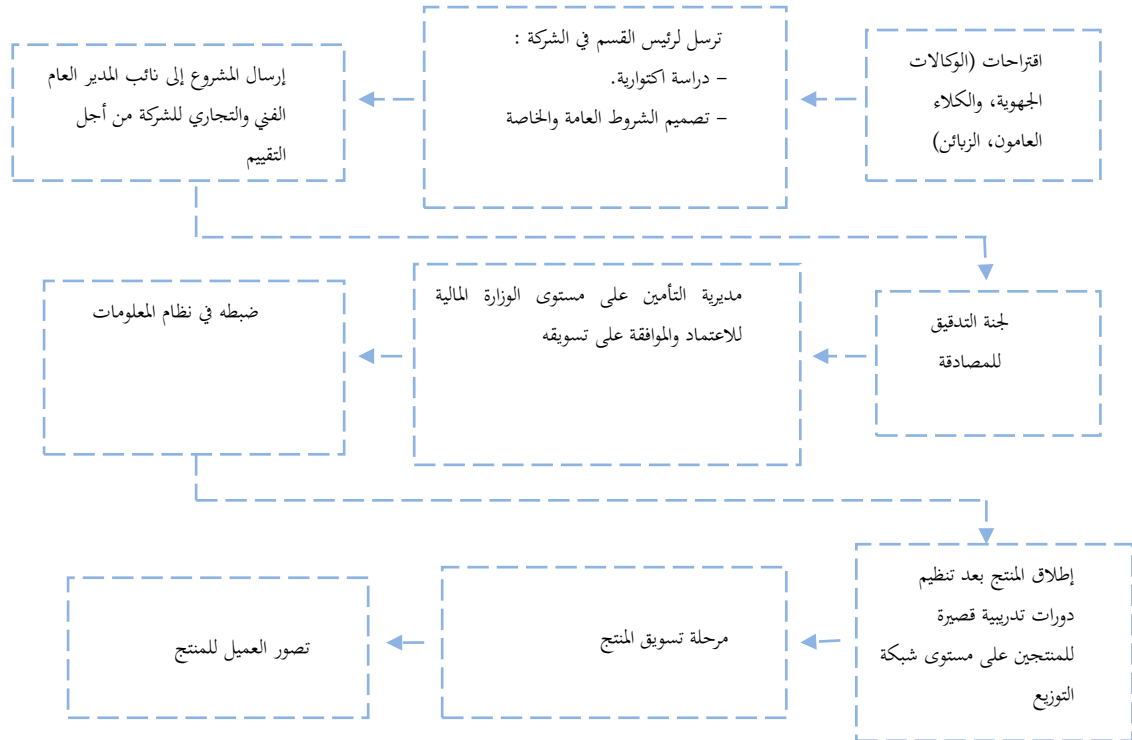 اقتراحات (الوكالات
الجهوية، والكلاء
العامون، الزبائن)
ترسل لرئيس القسم في الشركة :
– دراسة اكتوارية.
– تصميم الشروط العامة والخاصة
إرسال المشروع إلى نائب المدير العام
الفني والتجاري للشركة من أجل
التقييم
لجنة التدقيق
للمصادقة
مديرية التأمين على مستوى الوزارة المالية
للاعتماد والموافقة على تسويقه
ضبطه في نظام المعلومات
إطلاق المنتج بعد تنظيم
دورات تدريبية قصيرة
للمنتجين على مستوى شبكة
التوزيع
مرحلة تسويق المنتج
تصور العميل للمنتج